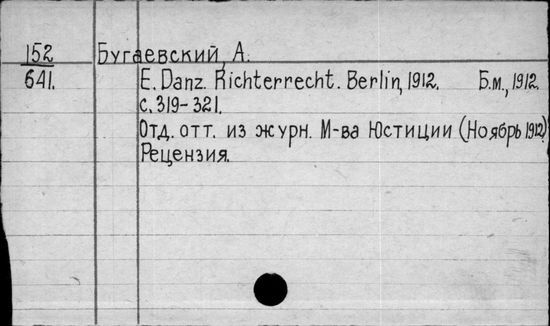 152 Бугаевский, А.
641. E. Danz. Richterrecht. Berlin, 1912. Б.м., 1912.
с. 319-321.
Отд. отт. из журн. М-ва Юстиции (Ноябрь 1912)
Рецензия.